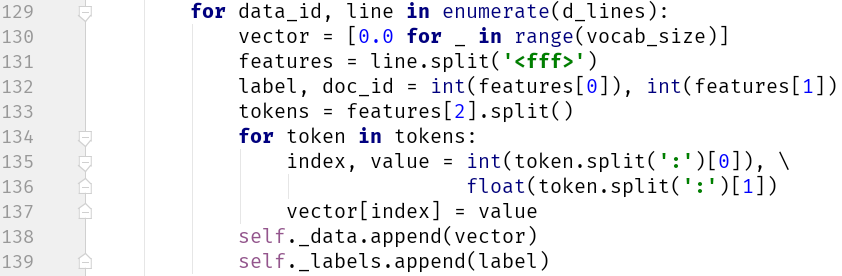 129 for data_id, line in enumerate(d_lines):
130 vector = [0.0 for _ in range(vocab_size)]
131 features = line.split('<fff>')
132 label, doc_id = int(features[0]), int(features[1])
133 tokens = features[2].split()
134 for token in tokens:
135 index, value = int(token.split(':')[0]), \
136 float(token.split(':')[1])
137 vector[index] = value
138 self._data.append(vector)
139 self._labels.append(label)